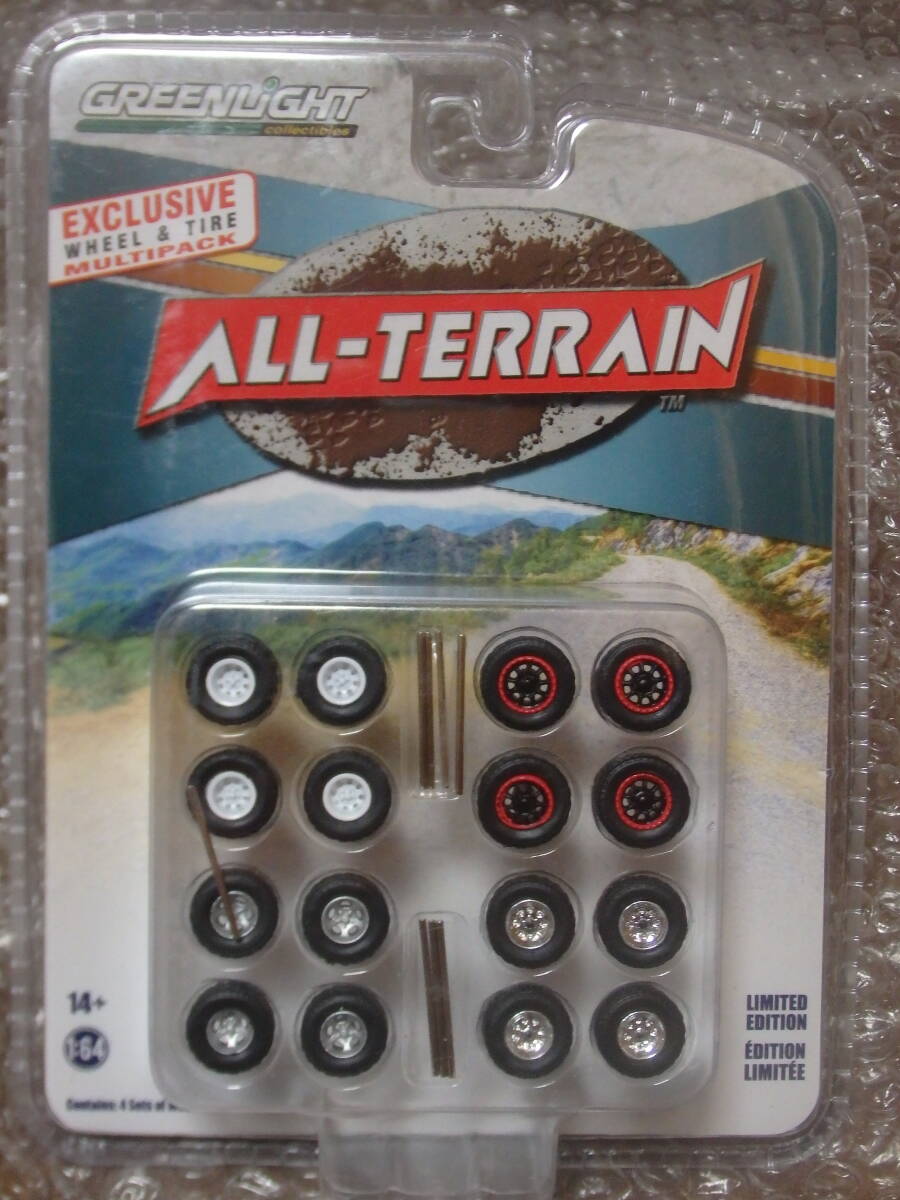 GREENLiGHT
collectibles
EXCLUSIVE
WHEEL & TIRE
MULTIPACK
ALL-TERRAIN
TM
14+
1:64
LIMITED
EDITION
ÉDITION
LIMITÉE
Contains: 4 Sets of